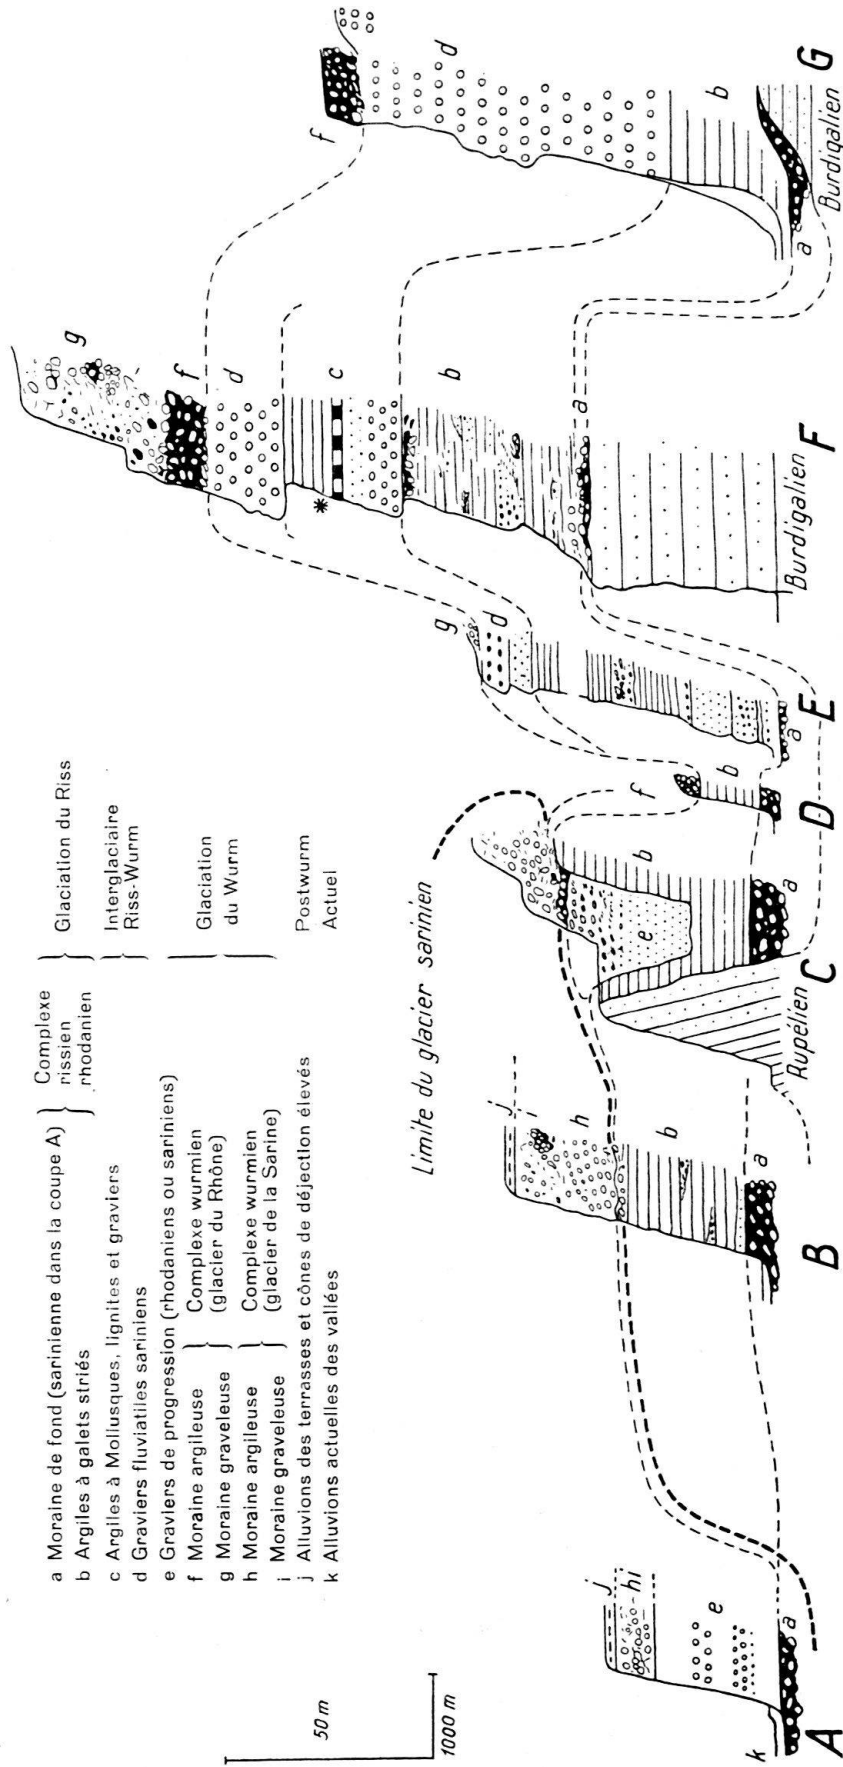 a Moraine de fond (sarinienne dans la coupe A)
b Argiles à galets striés
Complexe
rissien
rhodanien
Glaciation du Riss
c Argiles à Mollusques, lignites et graviers
Interglaciaire
Riss-Wurm
d Graviers fluviatiles sariniens
e Graviers de progression (rhodaniens ou sariniens)
f Moraine argileuse
g Moraine graveleuse
Complexe wurmien
(glacier du Rhône)
h Moraine argileuse
i Moraine graveleuse
Complexe wurmien
(glacier de la Sarine)
Glaciation
du Wurm
j Alluvions des terrasses et cônes de déjection élevés
Postwurm
k Alluvions actuelles des vallées
Actuel
50 m
1000 m
Limite du glacier sarinien
j
hi
e
a
k
A
j
i
h
b
a
B
e
b
a
Rupélien
C
f
b
D
g
d
a
E
g
f
d
c
*
b
a
Burdigalien
F
f
d
b
a
Burdigalien
G